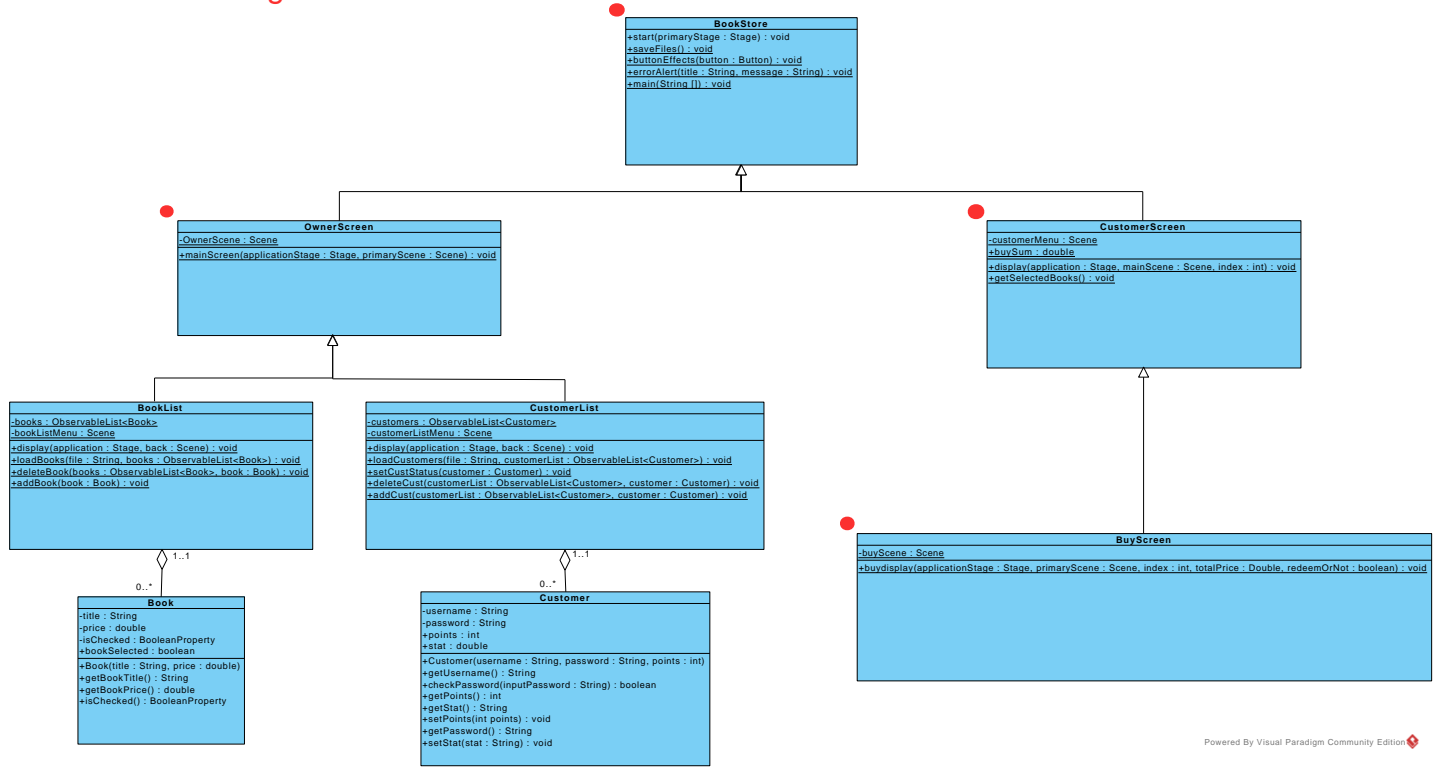 BookStore
+start(primaryStage : Stage) : void
+saveFiles() : void
+buttonEffects(button : Button) : void
+errorAlert(title : String, message : String) : void
+main(String []) : void
OwnerScreen
-OwnerScene : Scene
+mainScreen(applicationStage : Stage, primaryScene : Scene) : void
CustomerScreen
-customerMenu : Scene
+buySum : double
+display(application : Stage, mainScene : Scene, index : int) : void
+getSelectedBooks() : void
BookList
-books : ObservableList<Book>
-bookListMenu : Scene
+display(application : Stage, back : Scene) : void
+loadBooks(file : String, books : ObservableList<Book>) : void
+deleteBook(books : ObservableList<Book>, book : Book) : void
+addBook(book : Book) : void
CustomerList
-customers : ObservableList<Customer>
-customerListMenu : Scene
+display(application : Stage, back : Scene) : void
+loadCustomers(file : String, customerList : ObservableList<Customer>) : void
+setCustStatus(customer : Customer) : void
+deleteCust(customerList : ObservableList<Customer>, customer : Customer) : void
+addCust(customerList : ObservableList<Customer>, customer : Customer) : void
BuyScreen
-buyScene : Scene
+buydisplay(applicationStage : Stage, primaryScene : Scene, index : int, totalPrice : Double, redeemOrNot : boolean) : void
1..1
0..*
1..1
0..*
Book
-title : String
-price : double
-isChecked : BooleanProperty
+bookSelected : boolean
+Book(title : String, price : double)
+getBookTitle() : String
+getBookPrice() : double
+isChecked() : BooleanProperty
Customer
-username : String
-password : String
+points : int
+stat : double
+Customer(username : String, password : String, points : int)
+getUsername() : String
+checkPassword(inputPassword : String) : boolean
+getPoints() : int
+getStat() : String
+setPoints(int points) : void
+getPassword() : String
+setStat(stat : String) : void
Powered By Visual Paradigm Community Edition